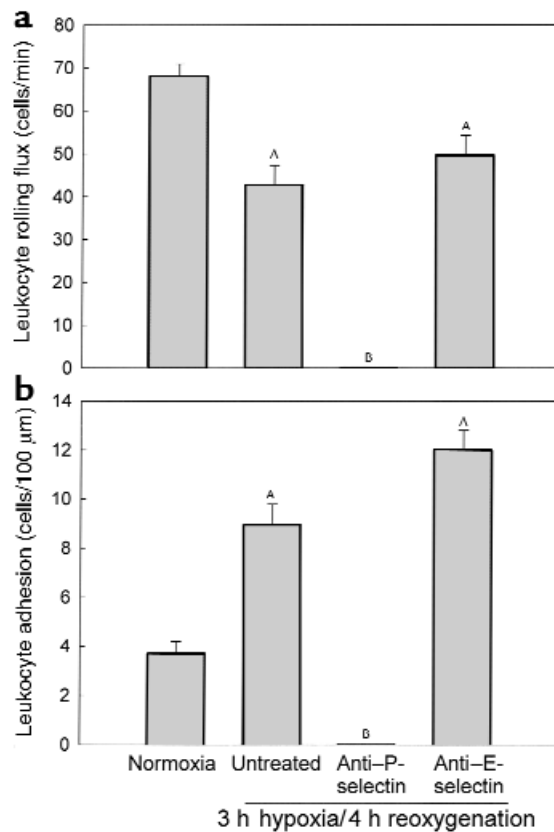 a
Leukocyte rolling flux (cells/min)
80
70
60
50
40
30
20
10
0
A
B
A
b
Leukocyte adhesion (cells/100 µm)
14
12
10
8
6
4
2
0
A
B
A
Normoxia Untreated Anti–P-selectin Anti–E-selectin
3 h hypoxia/4 h reoxygenation